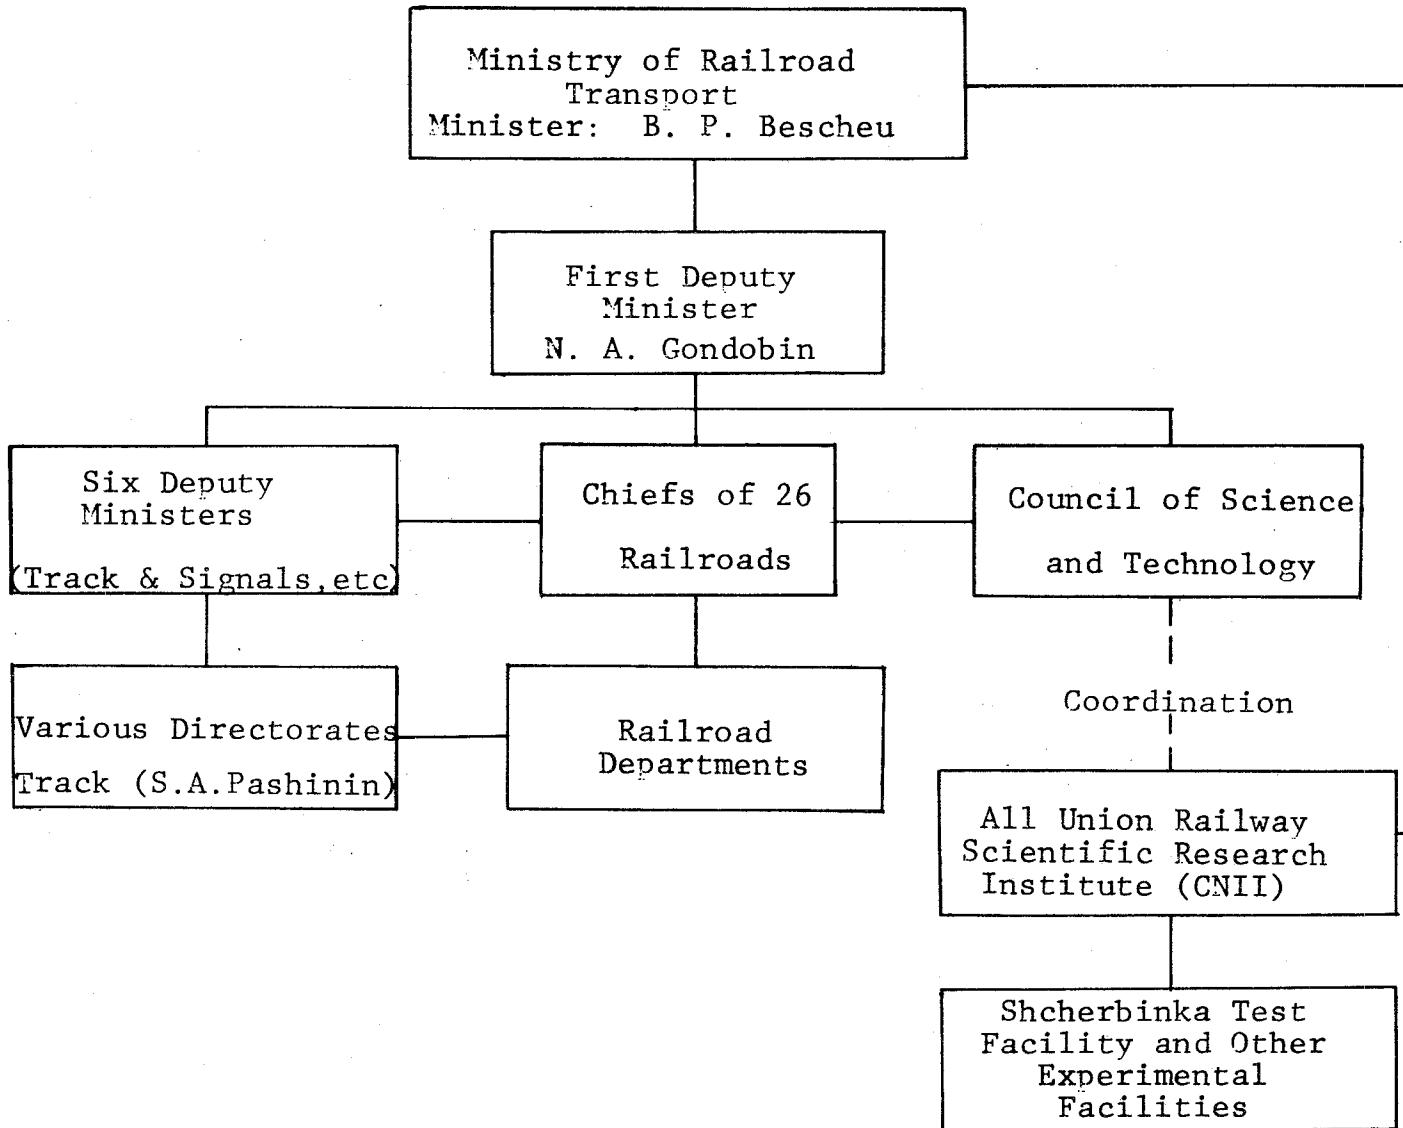 Ministry of Railroad
Transport
Minister: B. P. Bescheu
First Deputy
Minister
N. A. Gondobin
Six Deputy
Ministers
(Track & Signals,etc)
Chiefs of 26
Railroads
Council of Science
and Technology
Various Directorates
Track (S.A.Pashinin)
Railroad
Departments
Coordination
All Union Railway
Scientific Research
Institute (CNII)
Shcherbinka Test
Facility and Other
Experimental
Facilities